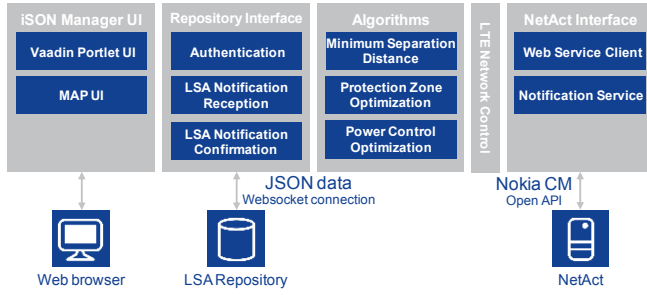 iSON Manager UI
Vaadin Portlet UI
MAP UI
Repository Interface
Authentication
LSA Notification
Reception
LSA Notification
Confirmation
Algorithms
Minimum Separation
Distance
Protection Zone
Optimization
Power Control
Optimization
LTE Network Control
NetAct Interface
Web Service Client
Notification Service
JSON data
Websocket connection
Nokia CM
Open API
Web browser
LSA Repository
NetAct